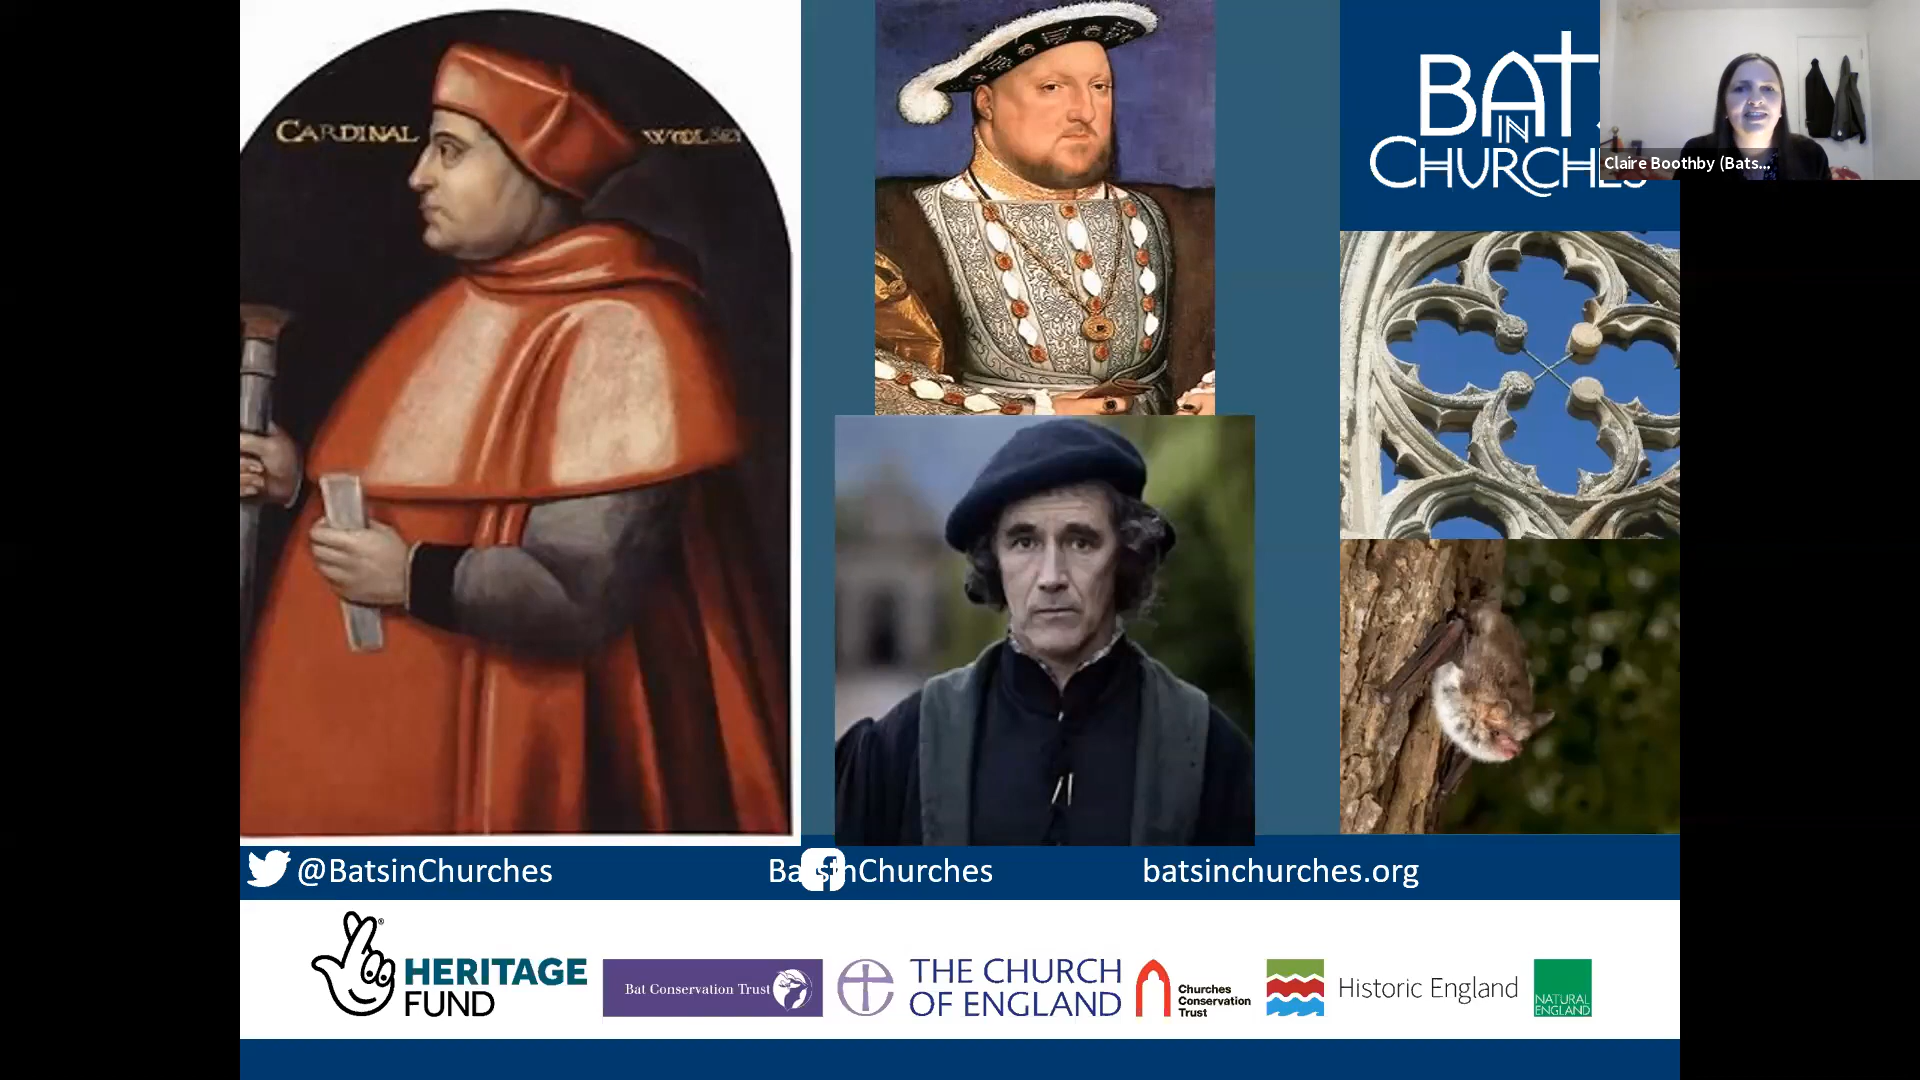 CARDINAL WOLSEY
BATS
IN
CHURCHES
Claire Boothby (Bats...
@BatsinChurches
BatsinChurches
batsinchurches.org
HERITAGE
FUND
Bat Conservation Trust
THE CHURCH
OF ENGLAND
Churches
Conservation
Trust
Historic England
NATURAL
ENGLAND